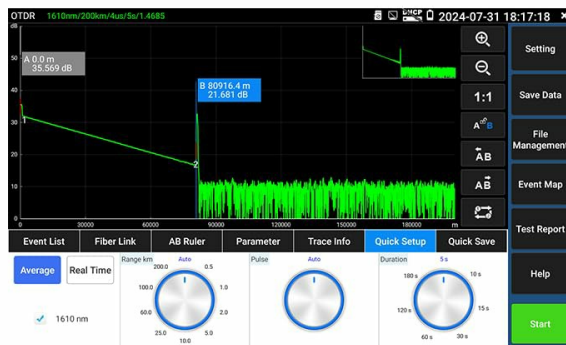 OTDR 1610nm/200km/4us/5s/1.4685 2024-07-31 18:17:18
dB
A 0.0 m
35.569 dB
B 80916.4 m
21.681 dB
50
40
30
20
10
0
1
2
0 30000 60000 90000 120000 150000 180000 m
1:1
A B
AB
AB
Setting
Save Data
File
Management
Event Map
Test Report
Help
Start
Event List Fiber Link AB Ruler Parameter Trace Info Quick Setup Quick Save
Average Real Time
1610 nm
Range km Auto
200.0 0.5
100.0 1.0
60.0 2.0
25.0 5.0
10.0
Pulse Auto
Duration 5 s
180 s 10 s
120 s 15 s
60 s 30 s